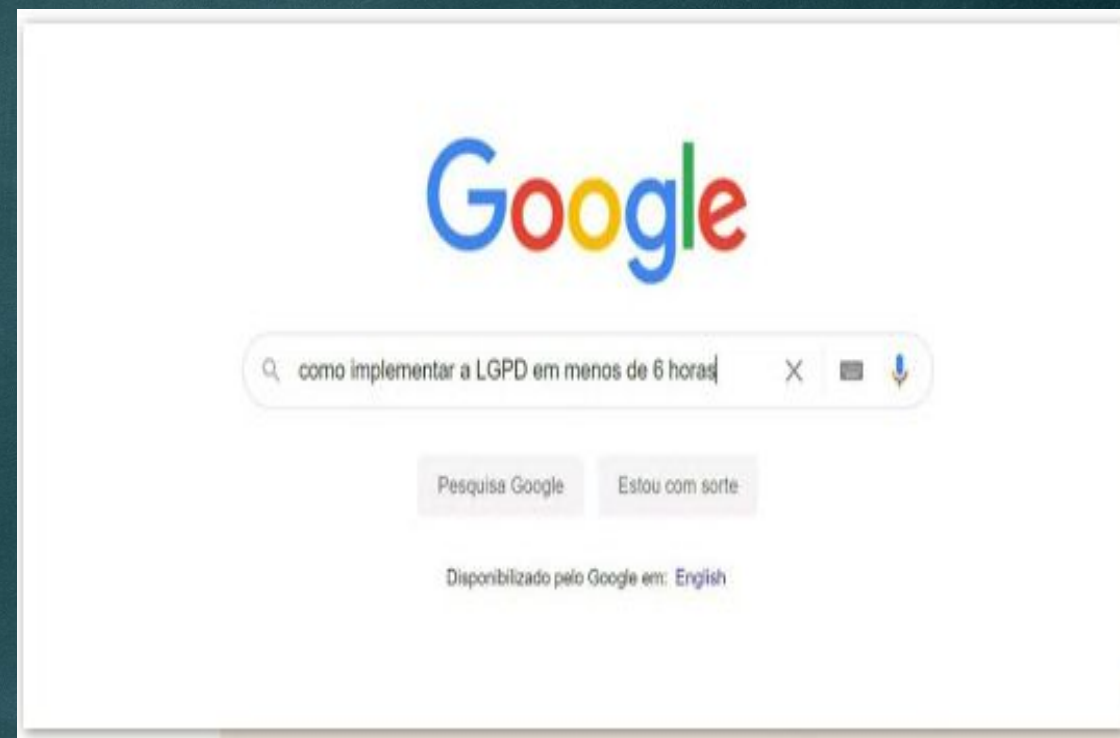 Google
como implementar a LGPD em menos de 6 horas
Pesquisa Google
Estou com sorte
Disponibilizado pelo Google em: English